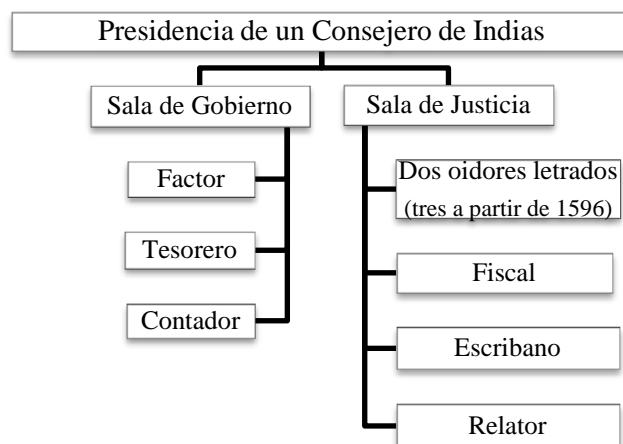 Presidencia de un Consejero de Indias
Sala de Gobierno
Factor
Tesorero
Contador
Sala de Justicia
Dos oidores letrados
(tres a partir de 1596)
Fiscal
Escribano
Relator